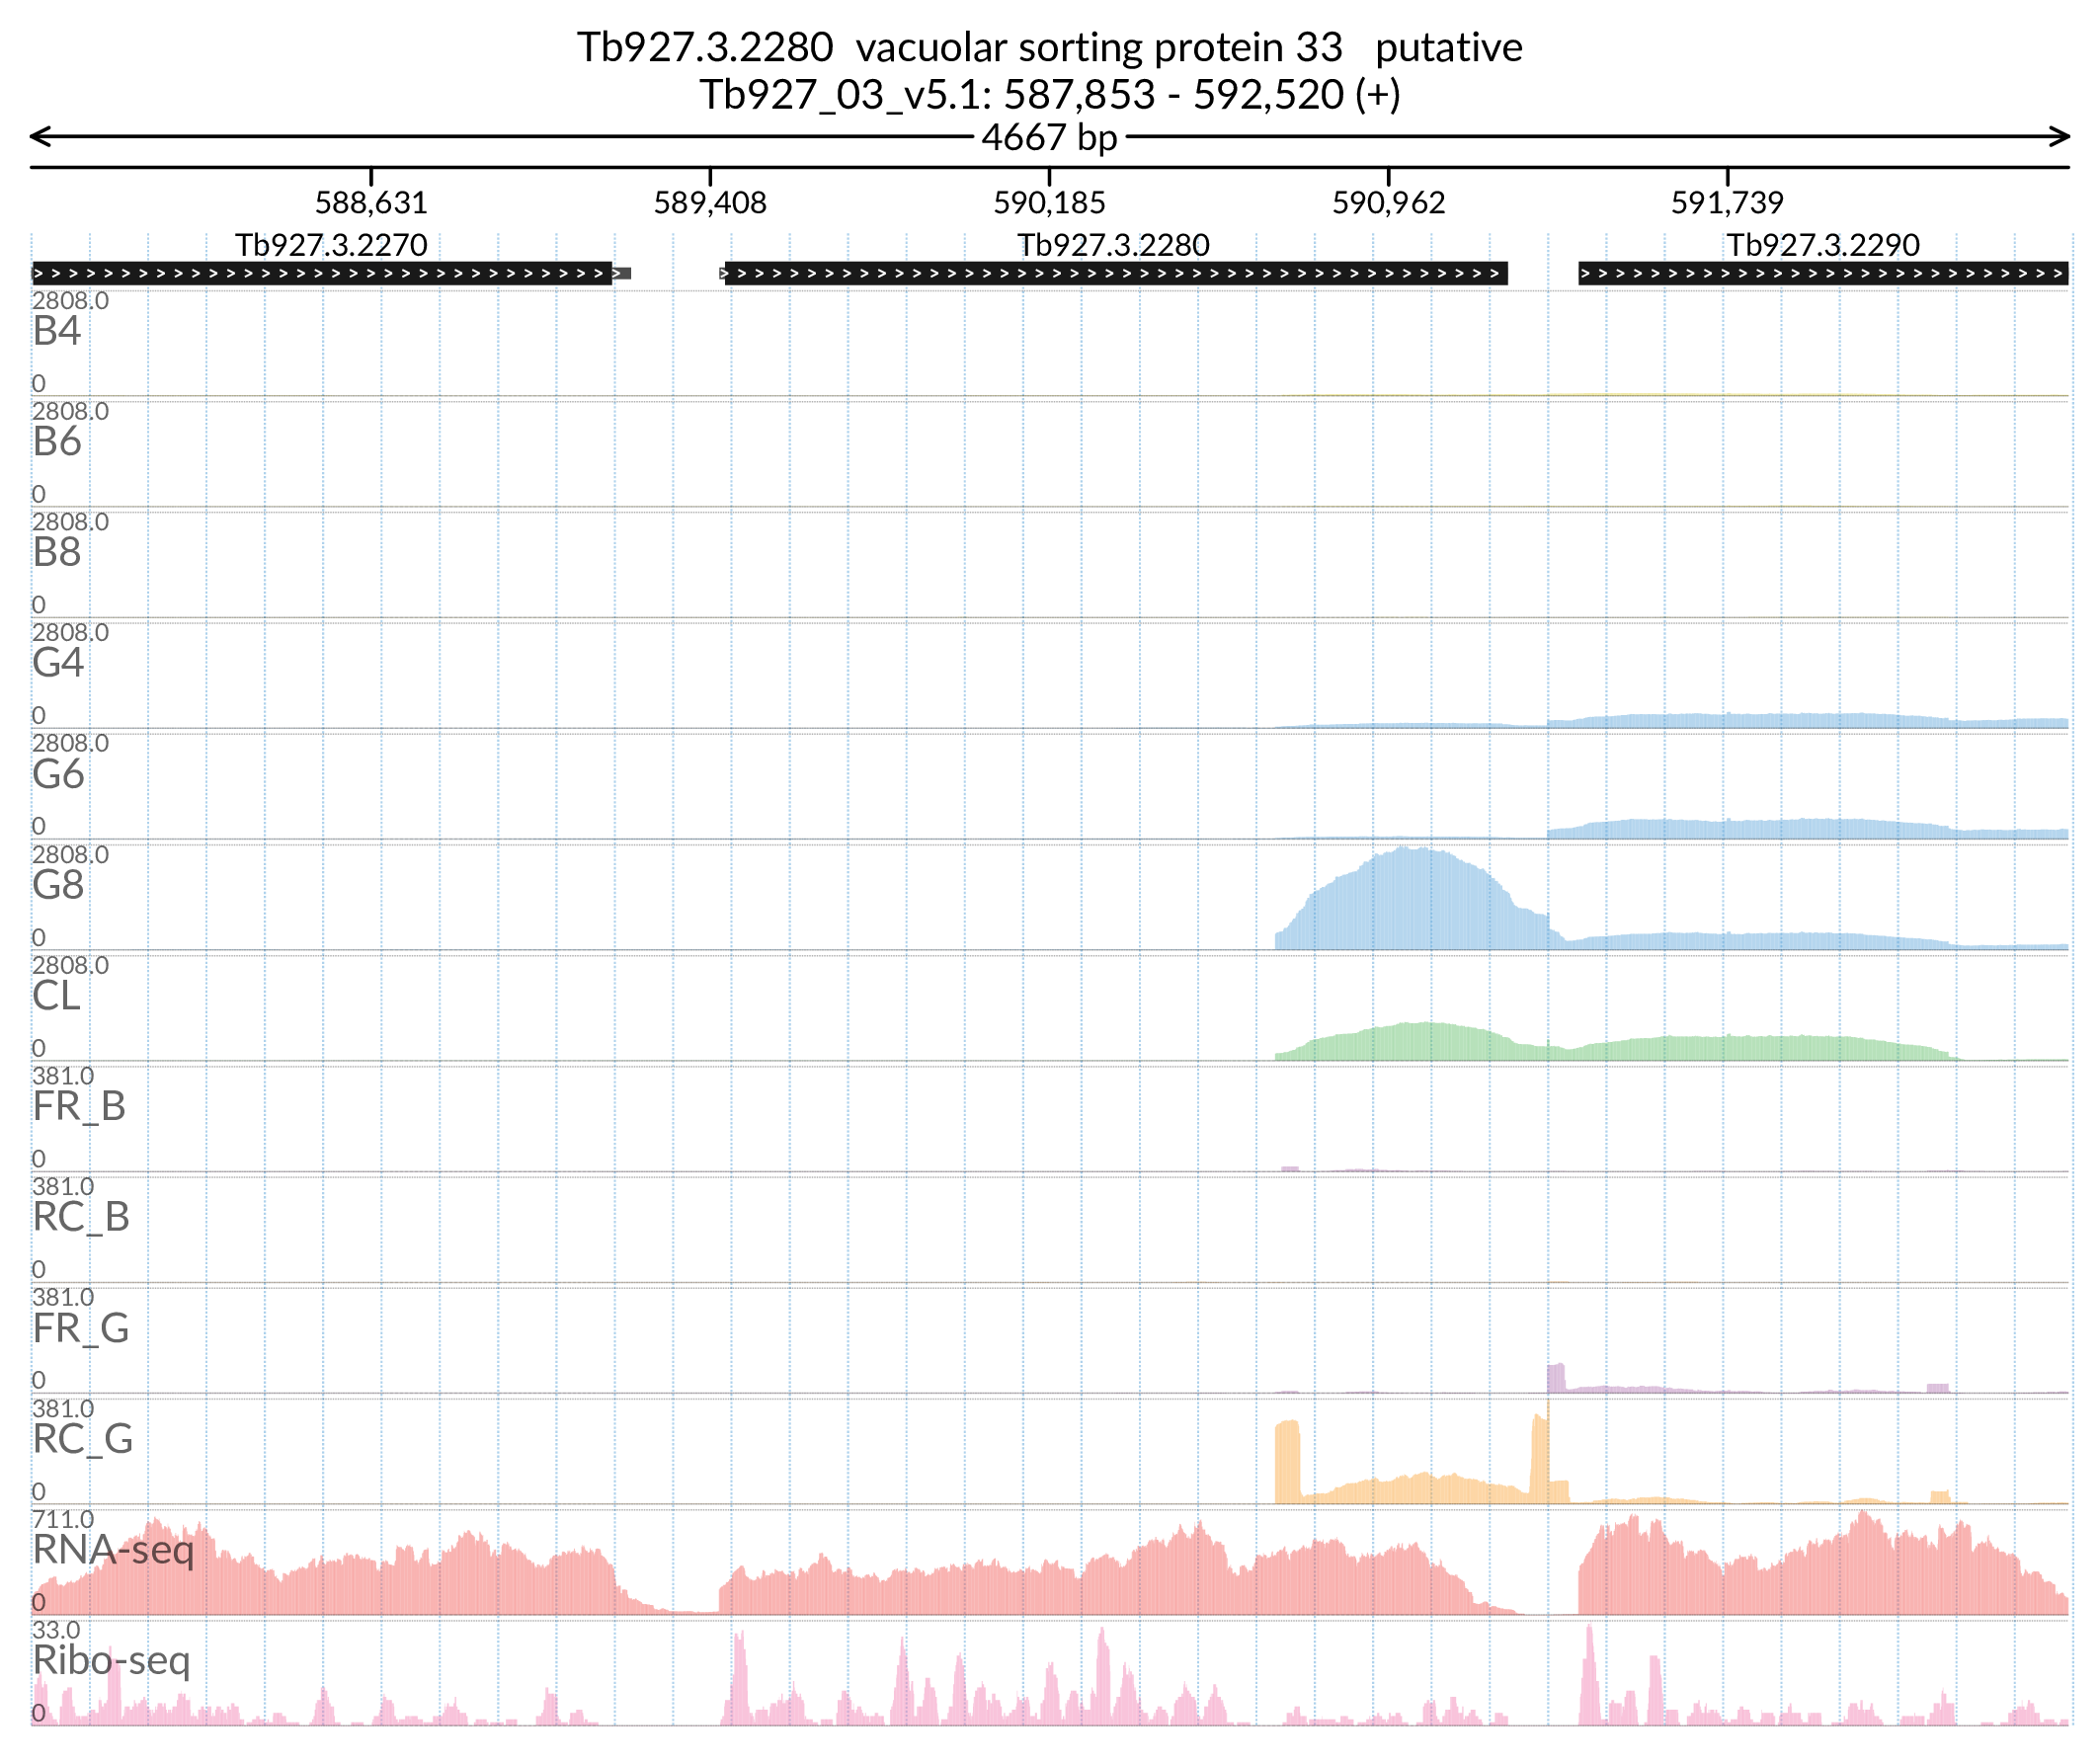 Tb927.3.2280  vacuolar sorting protein 33   putative
Tb927_03_v5.1: 587,853 - 592,520 (+)
4667 bp
588,631 589,408 590,185 590,962 591,739
Tb927.3.2270 Tb927.3.2280 Tb927.3.2290
2808.0
B4
0
2808.0
B6
0
2808.0
B8
0
2808.0
G4
0
2808.0
G6
0
2808.0
G8
0
2808.0
CL
0
381.0
FR_B
0
381.0
RC_B
0
381.0
FR_G
0
381.0
RC_G
0
711.0
RNA-seq
0
33.0
Ribo-seq
0